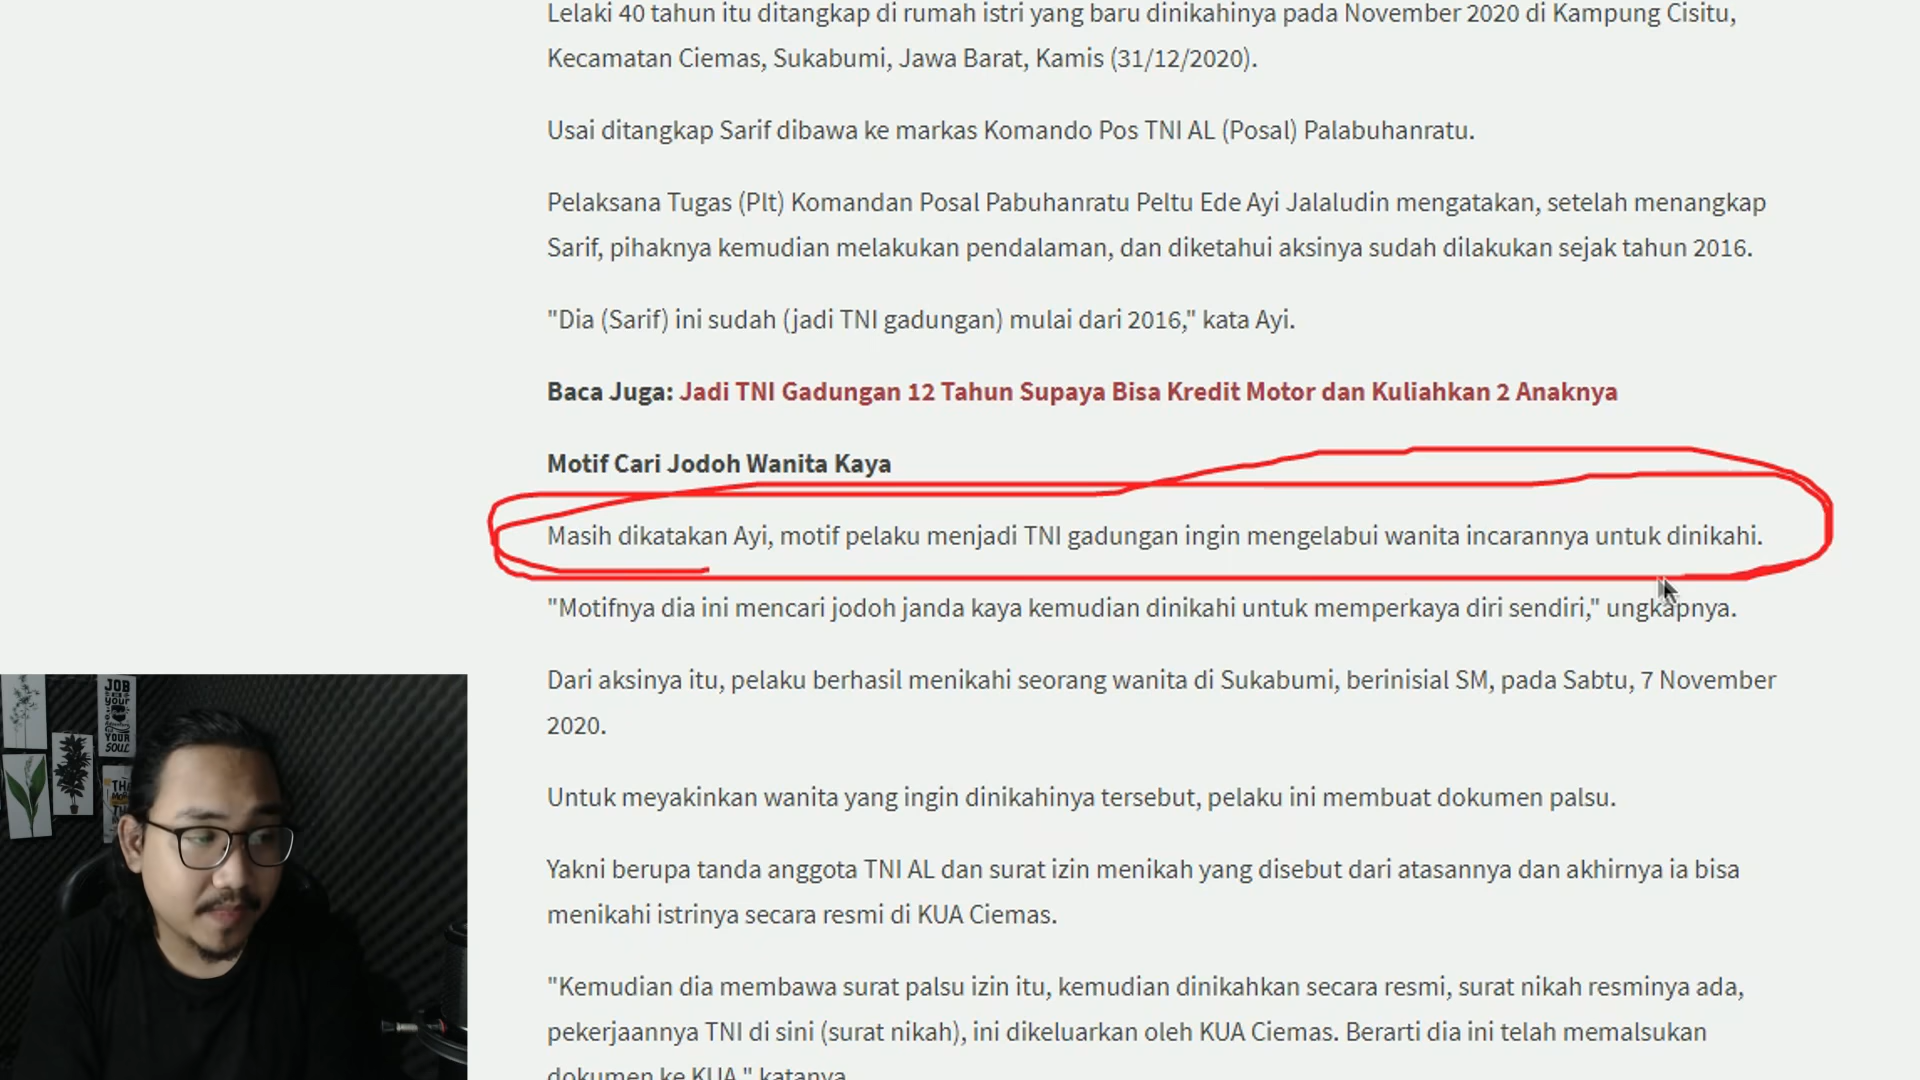 Lelaki 40 tahun itu ditangkap di rumah istri yang baru dinikahinya pada November 2020 di Kampung Cisitu,
Kecamatan Ciemas, Sukabumi, Jawa Barat, Kamis (31/12/2020).
Usai ditangkap Sarif dibawa ke markas Komando Pos TNI AL (Posal) Palabuhanratu.
Pelaksana Tugas (Plt) Komandan Posal Pabuhanratu Peltu Ede Ayi Jalaludin mengatakan, setelah menangkap
Sarif, pihaknya kemudian melakukan pendalaman, dan diketahui aksinya sudah dilakukan sejak tahun 2016.
"Dia (Sarif) ini sudah (jadi TNI gadungan) mulai dari 2016," kata Ayi.
Baca Juga: Jadi TNI Gadungan 12 Tahun Supaya Bisa Kredit Motor dan Kuliahkan 2 Anaknya
Motif Cari Jodoh Wanita Kaya
Masih dikatakan Ayi, motif pelaku menjadi TNI gadungan ingin mengelabui wanita incarannya untuk dinikahi.
"Motifnya dia ini mencari jodoh janda kaya kemudian dinikahi untuk memperkaya diri sendiri," ungkapnya.
Dari aksinya itu, pelaku berhasil menikahi seorang wanita di Sukabumi, berinisial SM, pada Sabtu, 7 November
2020.
Untuk meyakinkan wanita yang ingin dinikahinya tersebut, pelaku ini membuat dokumen palsu.
Yakni berupa tanda anggota TNI AL dan surat izin menikah yang disebut dari atasannya dan akhirnya ia bisa
menikahi istrinya secara resmi di KUA Ciemas.
"Kemudian dia membawa surat palsu izin itu, kemudian dinikahkan secara resmi, surat nikah resminya ada,
pekerjaannya TNI di sini (surat nikah), ini dikeluarkan oleh KUA Ciemas. Berarti dia ini telah memalsukan
dokumen ke KUA," katanya
JOB
your
YOUR
SOUL